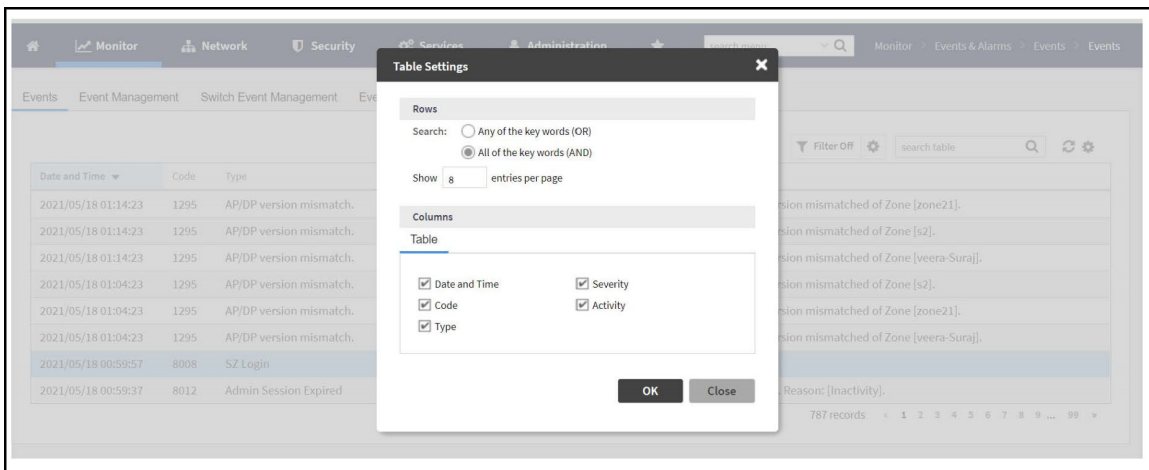 Monitor Network Security Services Administration search menu Monitor > Events & Alarms > Events > Events
Table Settings
Events Event Management Switch Event Management Eve
Rows
Search: Any of the key words (OR)
All of the key words (AND)
Filter Off search table
Show 8 entries per page
Date and Time Code Type
2021/05/18 01:14:23 1295 AP/DP version mismatch. sion mismatched of Zone [zone21].
Columns
2021/05/18 01:14:23 1295 AP/DP version mismatch. sion mismatched of Zone [s2].
Table
2021/05/18 01:14:23 1295 AP/DP version mismatch. sion mismatched of Zone [veera-Suraj].
Date and Time Severity
2021/05/18 01:04:23 1295 AP/DP version mismatch. sion mismatched of Zone [s2].
Code Activity
2021/05/18 01:04:23 1295 AP/DP version mismatch. sion mismatched of Zone [zone21].
Type
2021/05/18 01:04:23 1295 AP/DP version mismatch. sion mismatched of Zone [veera-Suraj].
2021/05/18 00:59:57 8008 SZ Login
2021/05/18 00:59:37 8012 Admin Session Expired Reason: [Inactivity].
OK Close
787 records « 1 2 3 4 5 6 7 8 9 ... 99 »